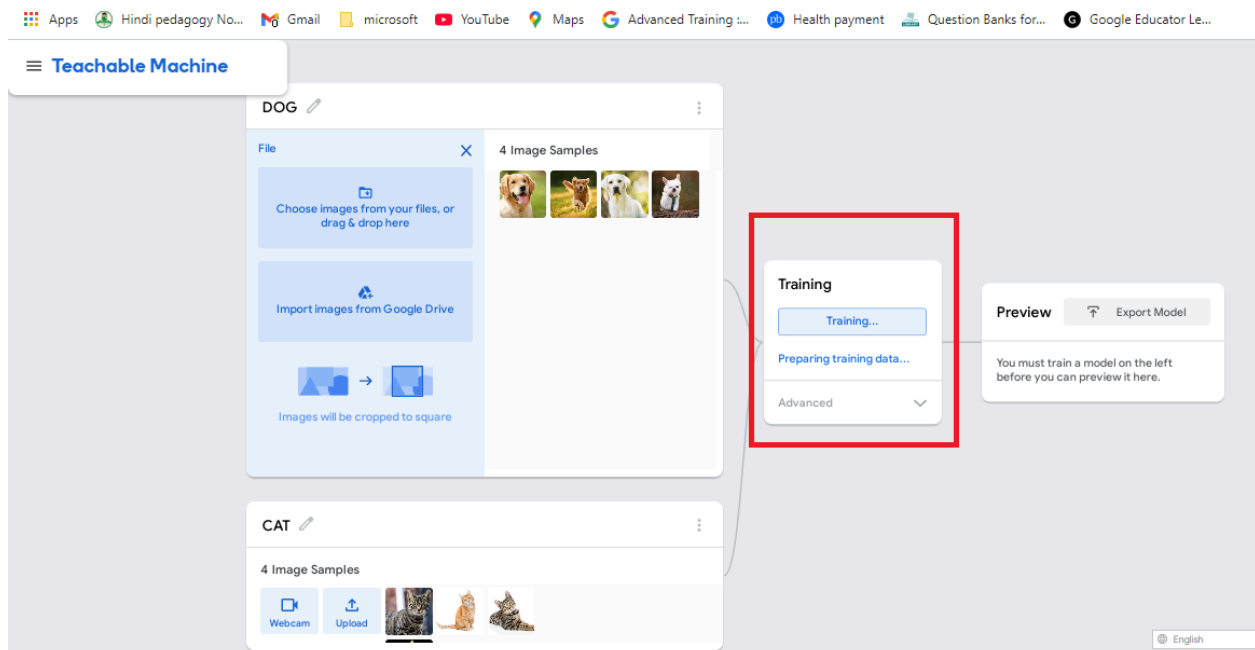 Apps Hindi pedagogy No... Gmail microsoft YouTube Maps Advanced Training :... Health payment Question Banks for... Google Educator Le...
Teachable Machine
DOG
File
4 Image Samples
Choose images from your files, or
drag & drop here
Import images from Google Drive
Images will be cropped to square
CAT
4 Image Samples
Webcam
Upload
Training
Training...
Preparing training data...
Advanced
Preview
Export Model
You must train a model on the left
before you can preview it here.
English